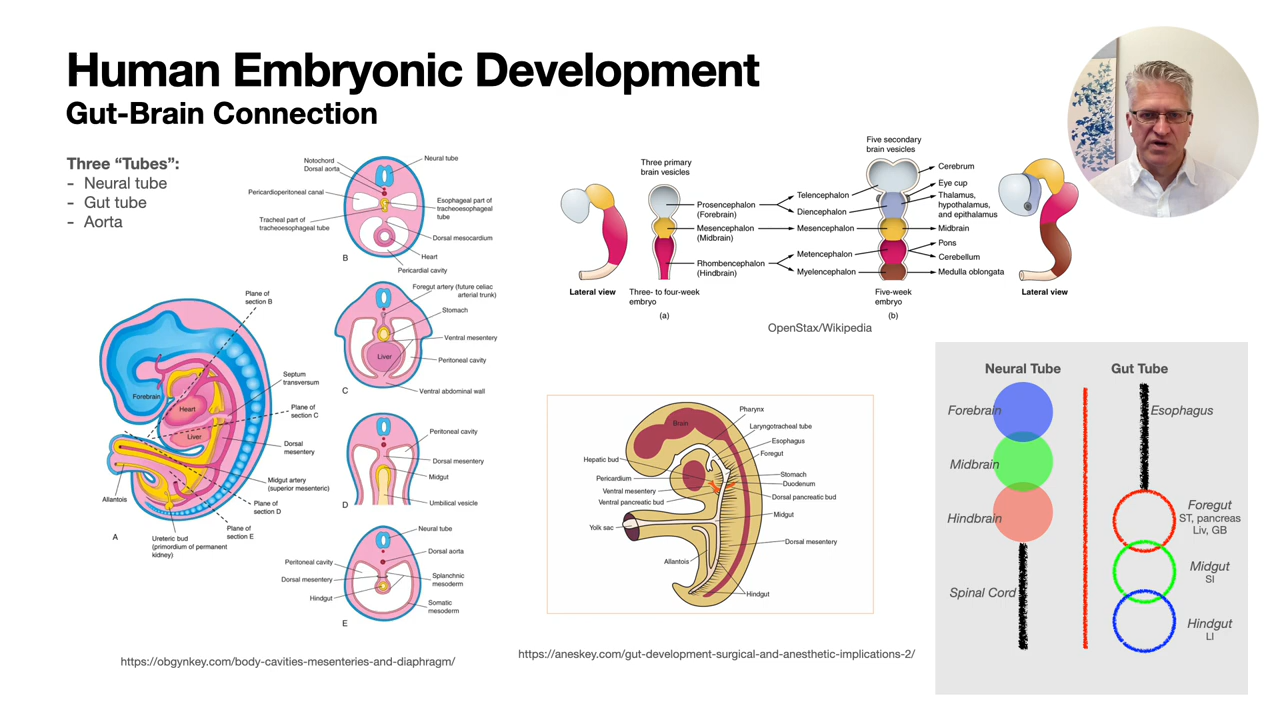 Human Embryonic Development
Gut-Brain Connection
Three “Tubes”:
- Neural tube
- Gut tube
- Aorta
Notochord
Dorsal aorta
Neural tube
Pericardioperitoneal canal
Esophageal part of
tracheoesophageal
tube
Tracheal part of
tracheoesophageal tube
Dorsal mesocardium
Heart
B
Pericardial cavity
Foregut artery (future celiac
arterial trunk)
Stomach
Ventral mesentery
Liver
Peritoneal cavity
C
Ventral abdominal wall
Peritoneal cavity
Dorsal mesentery
Midgut
D
Umbilical vesicle
Neural tube
Dorsal aorta
Peritoneal cavity
Dorsal mesentery
Splanchnic
mesoderm
Hindgut
Somatic
mesoderm
E
Plane of
section B
Septum
transversum
Forebrain
Heart
Plane of
section C
Liver
Dorsal
mesentery
Midgut artery
(superior mesenteric)
Allantois
Plane of
section D
Plane of
section E
A
Ureteric bud
(primordium of permanent
kidney)
https://obgynkey.com/body-cavities-mesenteries-and-diaphragm/
Three primary
brain vesicles
Five secondary
brain vesicles
Prosencephalon
(Forebrain)
Mesencephalon
(Midbrain)
Rhombencephalon
(Hindbrain)
Telencephalon
Diencephalon
Mesencephalon
Metencephalon
Myelencephalon
Cerebrum
Eye cup
Thalamus,
hypothalamus,
and epithalamus
Midbrain
Pons
Cerebellum
Medulla oblongata
Lateral view
Three- to four-week
embryo
Five-week
embryo
Lateral view
(a)
(b)
OpenStax/Wikipedia
Pharynx
Brain
Laryngotracheal tube
Esophagus
Foregut
Hepatic bud
Pericardium
Stomach
Duodenum
Ventral mesentery
Dorsal pancreatic bud
Ventral pancreatic bud
Midgut
Yolk sac
Dorsal mesentery
Allantois
Hindgut
https://aneskey.com/gut-development-surgical-and-anesthetic-implications-2/
Neural Tube
Gut Tube
Forebrain
Esophagus
Midbrain
Hindbrain
Foregut
ST, pancreas
Liv, GB
Midgut
SI
Spinal Cord
Hindgut
LI